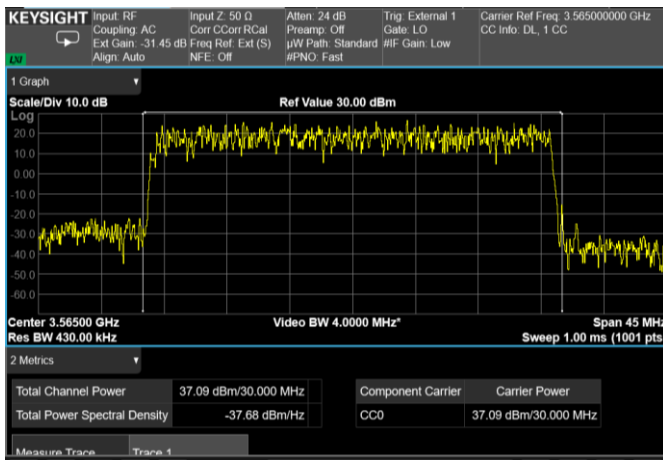 KEYSIGHT Input: RF Input Z: 50 Ω Atten: 24 dB Trig: External 1 Carrier Ref Freq: 3.565000000 GHz
Coupling: AC Corr CCorr RCal Preamp: Off Gate: LO CC Info: DL, 1 CC
Ext Gain: -31.45 dB Freq Ref: Ext (S) µW Path: Standard #IF Gain: Low
LXI Align: Auto NFE: Off #PNO: Fast
1 Graph
Scale/Div 10.0 dB Ref Value 30.00 dBm
Log
20.0
10.0
0.00
-10.0
-20.0
-30.0
-40.0
-50.0
-60.0
Center 3.56500 GHz Video BW 4.0000 MHz* Span 45 MHz
Res BW 430.00 kHz Sweep 1.00 ms (1001 pts
2 Metrics
Total Channel Power 37.09 dBm/30.000 MHz Component Carrier Carrier Power
Total Power Spectral Density -37.68 dBm/Hz CC0 37.09 dBm/30.000 MHz
Measure Trace Trace 1